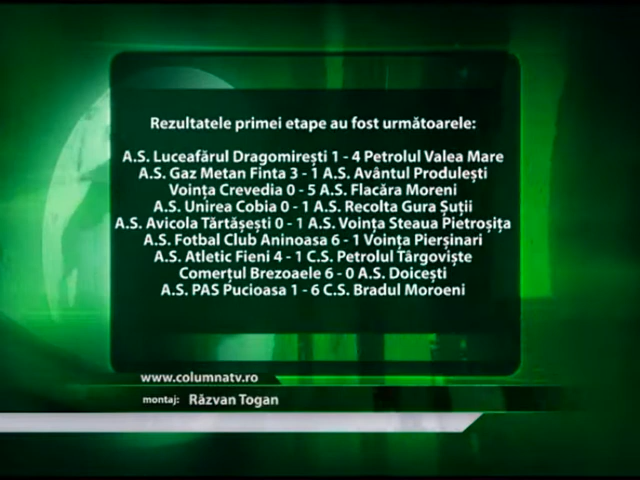 Rezultatele primei etape au fost următoarele:
A.S. Luceafărul Dragomirești 1 - 4 Petrolul Valea Mare
A.S. Gaz Metan Finta 3 - 1 A.S. Avântul Produlești
Voința Crevedia 0 - 5 A.S. Flacăra Moreni
A.S. Unirea Cobia 0 - 1 A.S. Recolta Gura Șuții
A.S. Avicola Tărtășești 0 - 1 A.S. Voința Steaua Pietroșița
A.S. Fotbal Club Aninoasa 6 - 1 Voința Pierșinari
A.S. Atletic Fieni 4 - 1 C.S. Petrolul Târgoviște
Comerțul Brezoaele 6 - 0 A.S. Doicești
A.S. PAS Pucioasa 1 - 6 C.S. Bradul Moroeni
www.columnatv.ro
montaj: Răzvan Togan